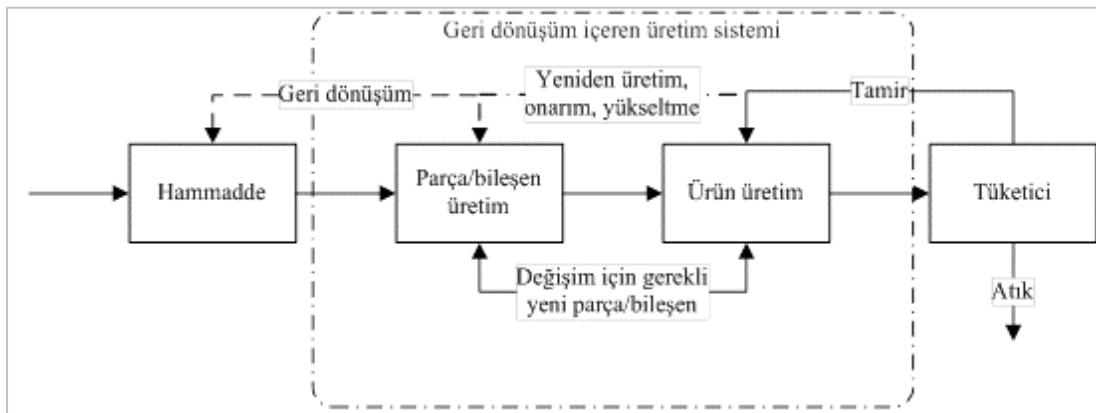 Geri dönüşüm içeren üretim sistemi
Geri dönüşüm
Yeniden üretim,
onarım, yükseltme
Tamir
Hammadde
Parça/bileşen
üretim
Ürün üretim
Tüketici
Değişim için gerekli
yeni parça/bileşen
Atık